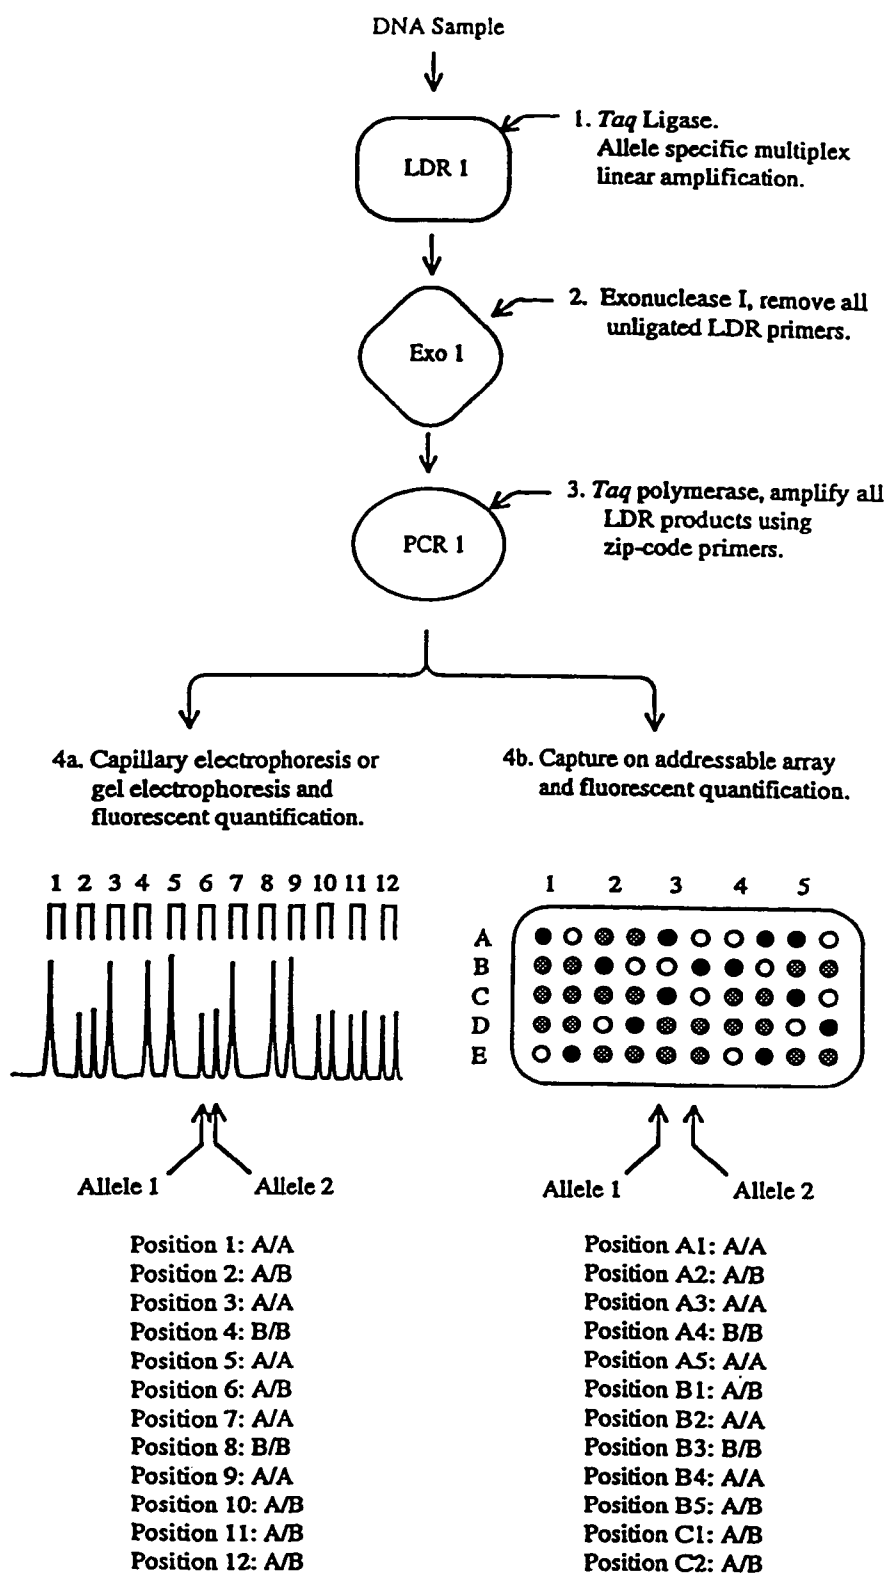 DNA Sample
LDR 1
1. Taq Ligase.
Allele specific multiplex
linear amplification.
Exo 1
2. Exonuclease I, remove all
unligated LDR primers.
PCR 1
3. Taq polymerase, amplify all
LDR products using
zip-code primers.
4a. Capillary electrophoresis or
gel electrophoresis and
fluorescent quantification.
1 2 3 4 5 6 7 8 9 10 11 12
Allele 1 Allele 2
Position 1: A/A
Position 2: A/B
Position 3: A/A
Position 4: B/B
Position 5: A/A
Position 6: A/B
Position 7: A/A
Position 8: B/B
Position 9: A/A
Position 10: A/B
Position 11: A/B
Position 12: A/B
4b. Capture on addressable array
and fluorescent quantification.
1 2 3 4 5
A
B
C
D
E
Allele 1 Allele 2
Position A1: A/A
Position A2: A/B
Position A3: A/A
Position A4: B/B
Position A5: A/A
Position B1: A/B
Position B2: A/A
Position B3: B/B
Position B4: A/A
Position B5: A/B
Position C1: A/B
Position C2: A/B